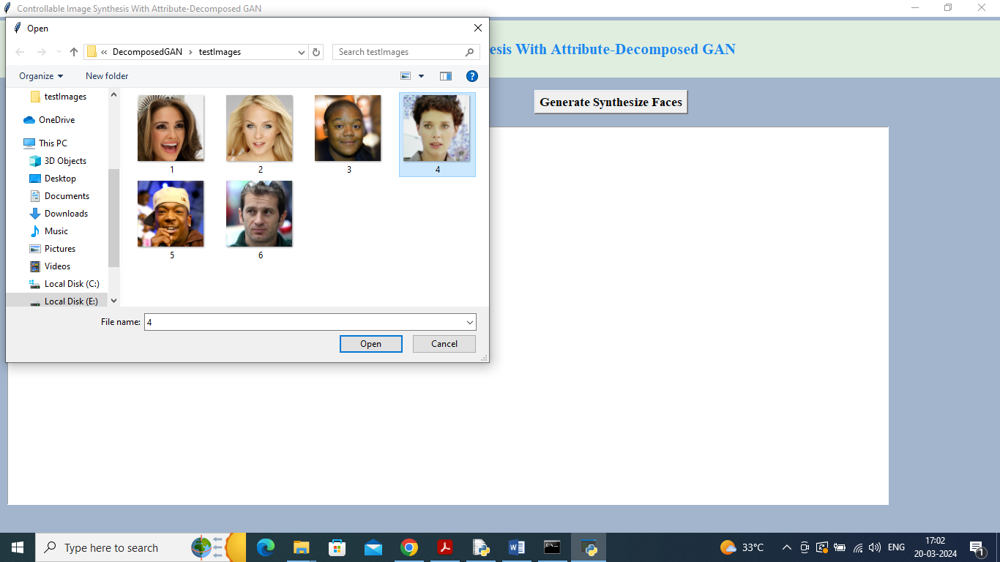 Controllable Image Synthesis With Attribute-Decomposed GAN
Open
« DecomposedGAN > testImages
Search testImages
esis With Attribute-Decomposed GAN
Organize
New folder
Generate Synthesize Faces
testImages
OneDrive
This PC
3D Objects
Desktop
Documents
Downloads
Music
Pictures
Videos
Local Disk (C:)
Local Disk (E:)
1
2
3
4
5
6
File name:
4
Open
Cancel
Type here to search
33°C
ENG
17:02
20-03-2024
1